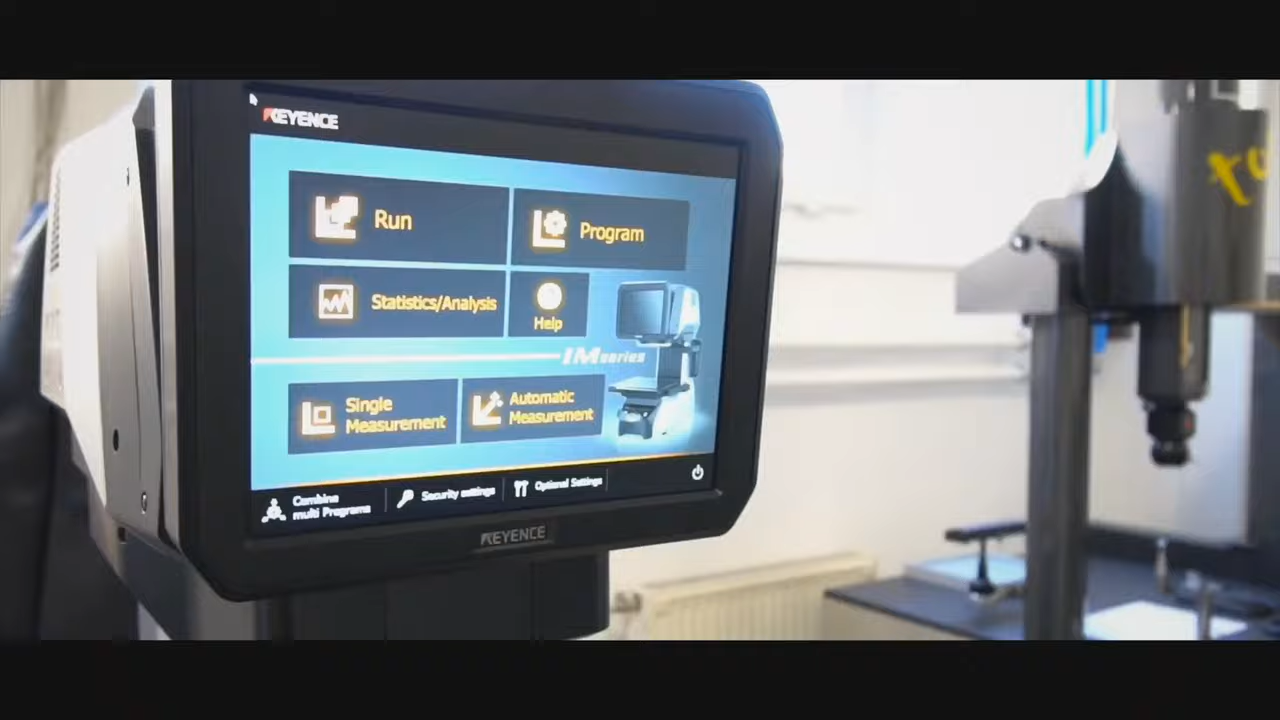 KEYENCE
Run
Program
Statistics/Analysis
Help
IM series
Single
Measurement
Automatic
Measurement
Combine
multi Programs
Security settings
Optional Settings
KEYENCE